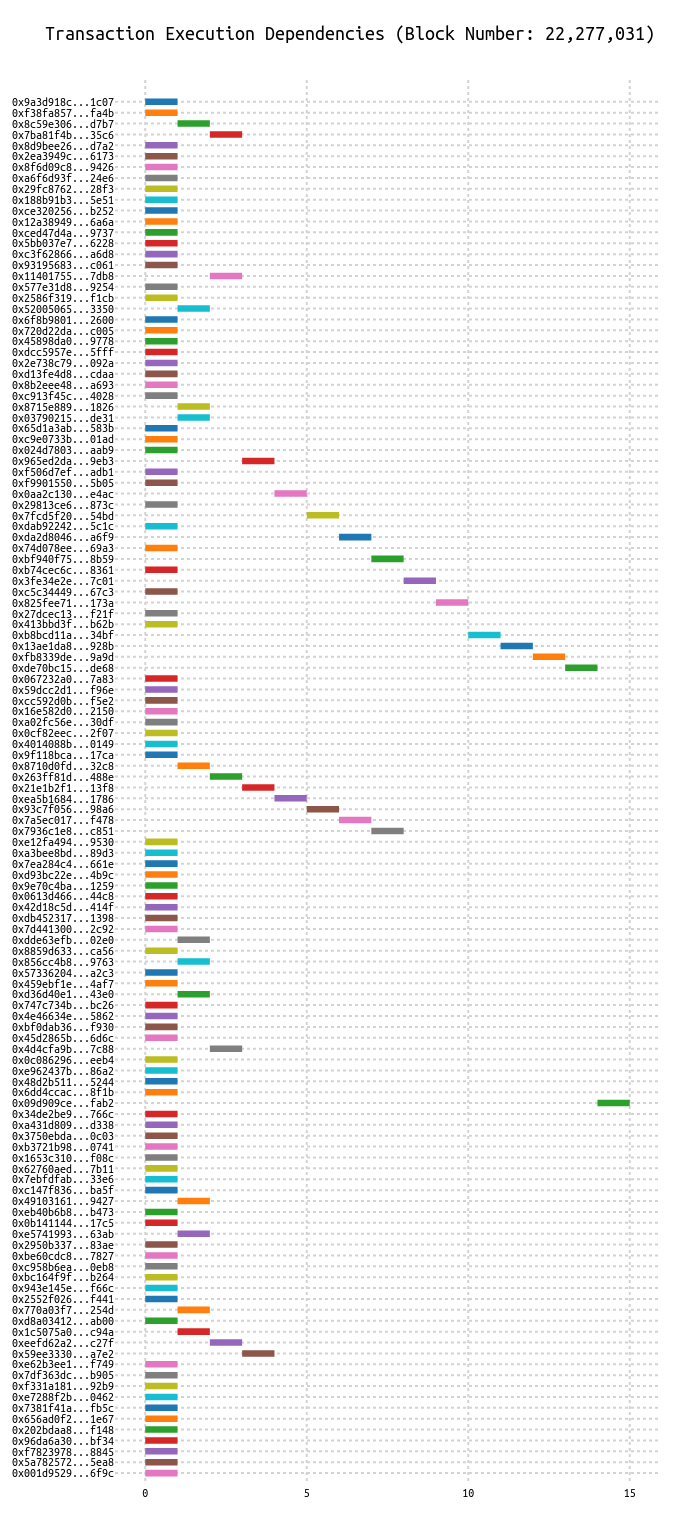 Transaction Execution Dependencies (Block Number: 22,277,031)
0x9a3d918c...1c07
0xf38fa857...fa4b
0x8c59e306...d7b7
0x7ba81f4b...35c6
0x8d9bee26...d7a2
0x2ea3949c...6173
0x8f6d09c8...9426
0xa6f6d93f...24e6
0x29fc8762...28f3
0x188b91b3...5e51
0xce320256...b252
0x12a38949...6a6a
0xced47d4a...9737
0x5bb037e7...6228
0xc3f62866...a6d8
0x93195683...c061
0x11401755...7db8
0x577e31d8...9254
0x2586f319...f1cb
0x52005065...3350
0x6f8b9801...2600
0x720d22da...c005
0x45898da0...9778
0xdcc5957e...5fff
0x2e738c79...092a
0xd13fe4d8...cdaa
0x8b2eee48...a693
0xc913f45c...4028
0x8715e889...1826
0x03790215...de31
0x65d1a3ab...583b
0xc9e0733b...01ad
0x024d7803...aab9
0x965ed2da...9eb3
0xf506d7ef...adb1
0xf9901550...5b05
0x0aa2c130...e4ac
0x29813ce6...873c
0x7fcd5f20...54bd
0xdab92242...5c1c
0xda2d8046...a6f9
0x74d078ee...69a3
0xbf940f75...8b59
0xb74cec6c...8361
0x3fe34e2e...7c01
0xc5c34449...67c3
0x825fee71...173a
0x27dcec13...f21f
0x413bbd3f...b62b
0xb8bcd11a...34bf
0x13ae1da8...928b
0xfb8339de...9a9d
0xde70bc15...de68
0x067232a0...7a83
0x59dcc2d1...f96e
0xcc592d0b...f5e2
0x16e582d0...2150
0xa02fc56e...30df
0x0cf82eec...2f07
0x4014088b...0149
0x9f118bca...17ca
0x8710d0fd...32c8
0x263ff81d...488e
0x21e1b2f1...13f8
0xea5b1684...1786
0x93c7f056...98a6
0x7a5ec017...f478
0x7936c1e8...c851
0xe12fa494...9530
0xa3bee8bd...89d3
0x7ea284c4...661e
0xd93bc22e...4b9c
0x9e70c4ba...1259
0x0613d466...44c8
0x42d18c5d...414f
0xdb452317...1398
0x7d441300...2c92
0xdde63efb...02e0
0x8859d633...ca56
0x856cc4b8...9763
0x57336204...a2c3
0x459ebf1e...4af7
0xd36d40e1...43e0
0x747c734b...bc26
0x4e46634e...5862
0xbf0dab36...f930
0x45d2865b...6d6c
0x4d4cfa9b...7c88
0x0c086296...eeb4
0xe962437b...86a2
0x48d2b511...5244
0x6dd4ccac...8f1b
0x09d909ce...fab2
0x34de2be9...766c
0xa431d809...d338
0x3750ebda...0c03
0xb3721b98...0741
0x1653c310...f08c
0x62760aed...7b11
0x7ebfdfab...33e6
0xc147f836...ba5f
0x49103161...9427
0xeb40b6b8...b473
0x0b141144...17c5
0xe5741993...63ab
0x2950b337...83ae
0xbe60cdc8...7827
0xc958b6ea...0eb8
0xbc164f9f...b264
0x943e145e...f66c
0x2552f026...f441
0x770a03f7...254d
0xd8a03412...ab00
0x1c5075a0...c94a
0xeefd62a2...c27f
0x59ee3330...a7e2
0xe62b3ee1...f749
0x7df363dc...b905
0xf331a181...92b9
0xe7288f2b...0462
0x7381f41a...fb5c
0x656ad0f2...1e67
0x202bdaa8...f148
0x96da6a30...bf34
0xf7823978...8845
0x5a782572...5ea8
0x001d9529...6f9c
0 5 10 15